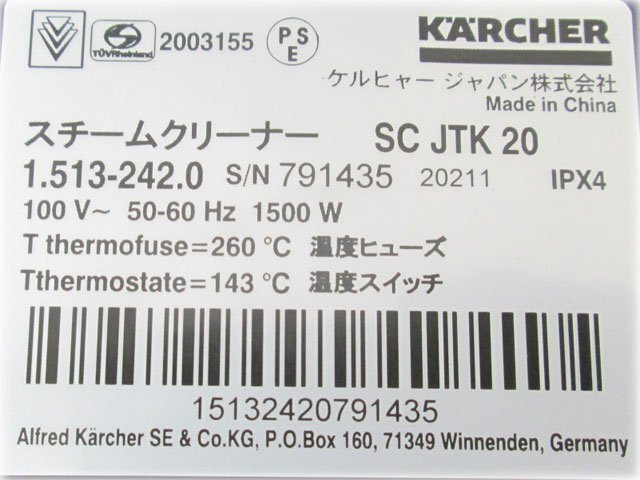 TÜVRheinland 2003155 PSE KÄRCHER
ケルヒャー ジャパン株式会社
Made in China
スチームクリーナー SC JTK 20
1.513-242.0 S/N 791435 20211 IPX4
100 V~ 50-60 Hz 1500 W
T thermofuse=260 °C 温度ヒューズ
Tthermostate=143 °C 温度スイッチ
15132420791435
Alfred Kärcher SE & Co.KG, P.O.Box 160, 71349 Winnenden, Germany